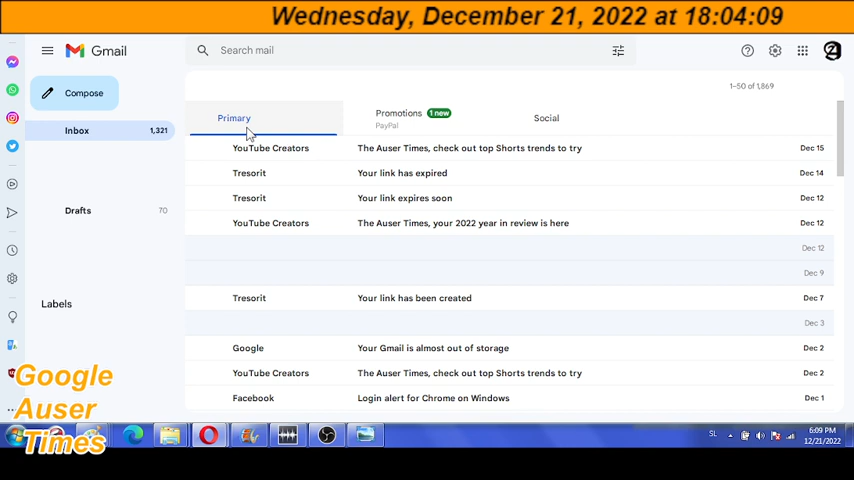 Wednesday, December 21, 2022 at 18:04:09
Gmail
Search mail
Compose
1–50 of 1,869
Inbox 1,321
Drafts 70
Labels
Primary
Promotions 1 new
PayPal
Social
YouTube Creators The Auser Times, check out top Shorts trends to try Dec 15
Tresorit Your link has expired Dec 14
Tresorit Your link expires soon Dec 12
YouTube Creators The Auser Times, your 2022 year in review is here Dec 12
Dec 12
Dec 9
Tresorit Your link has been created Dec 7
Dec 3
Google Your Gmail is almost out of storage Dec 2
YouTube Creators The Auser Times, check out top Shorts trends to try Dec 2
Facebook Login alert for Chrome on Windows Dec 1
Google
Auser
Times
SL
6:09 PM
12/21/2022